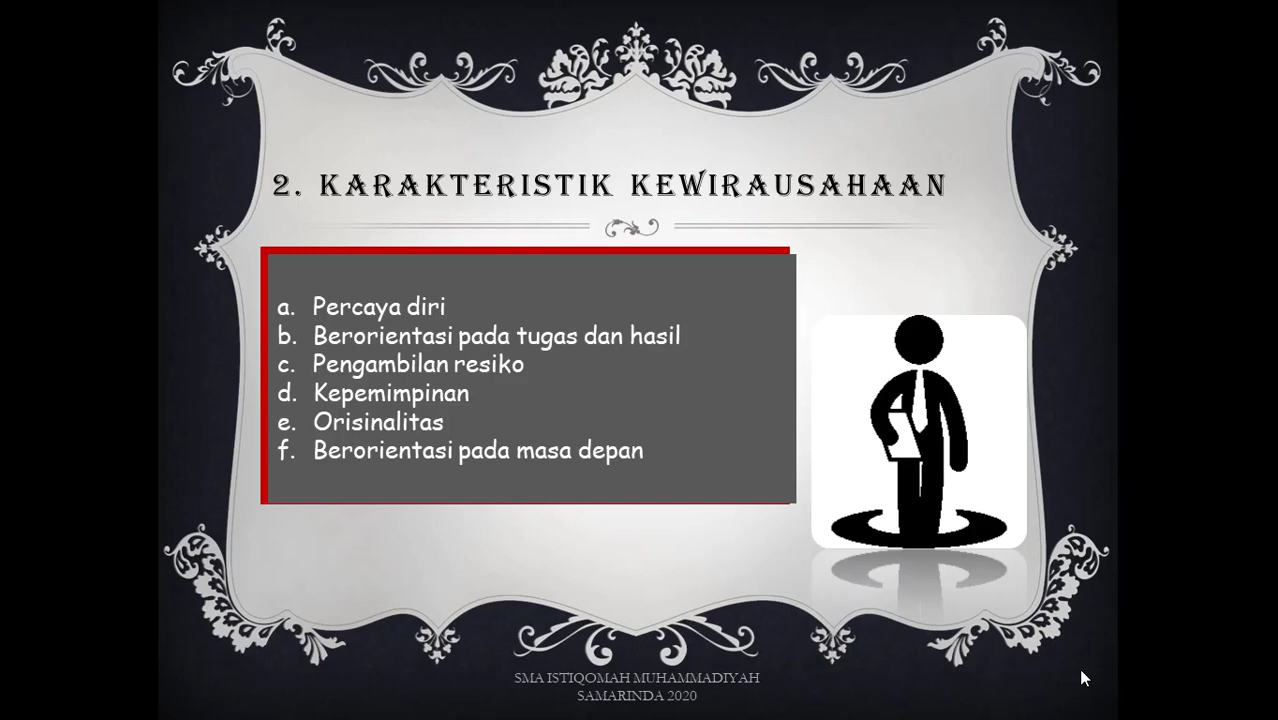 2. KARAKTERISTIK KEWIRAUSAHAAN
a. Percaya diri
b. Berorientasi pada tugas dan hasil
c. Pengambilan resiko
d. Kepemimpinan
e. Orisinalitas
f. Berorientasi pada masa depan
SMA ISTIQOMAH MUHAMMADIYAH
SAMARINDA 2020